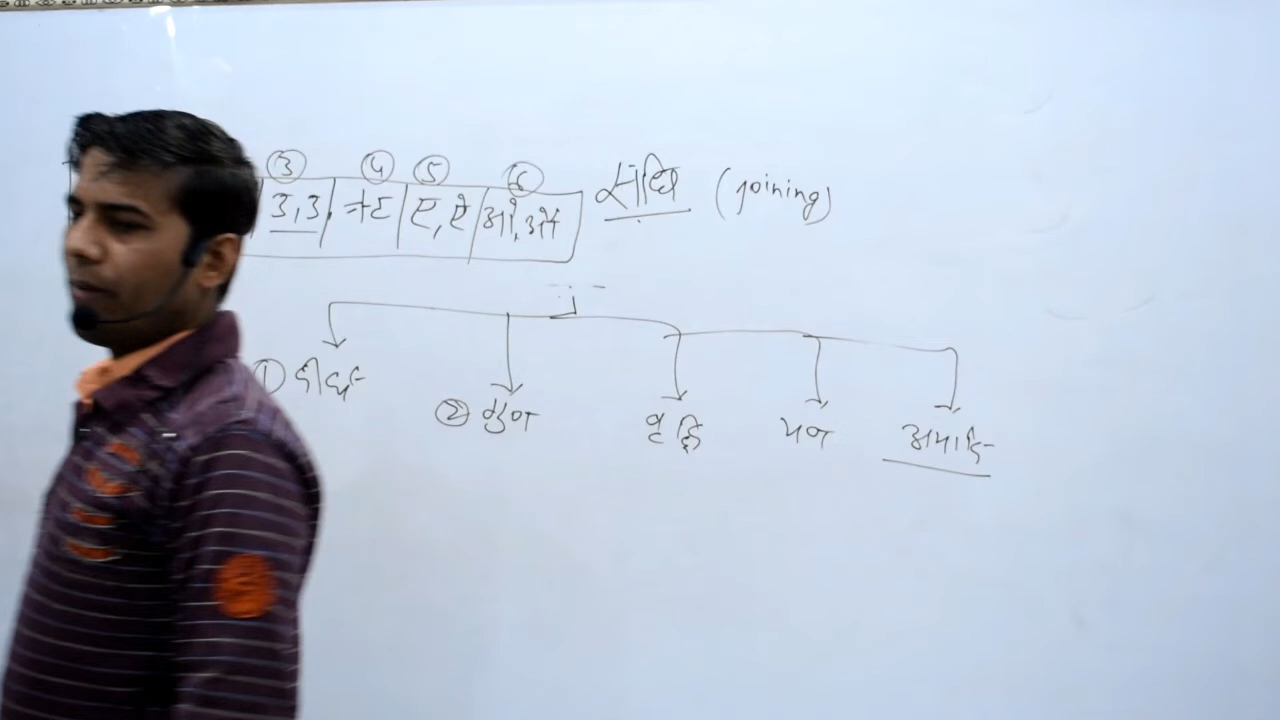 ③ ④ ⑤ ⑥
उ, उ, ऋ ए, ऐ ओ, औ संधि (joining)
① दीर्घ
② गुण
वृद्धि
यण
अयादि